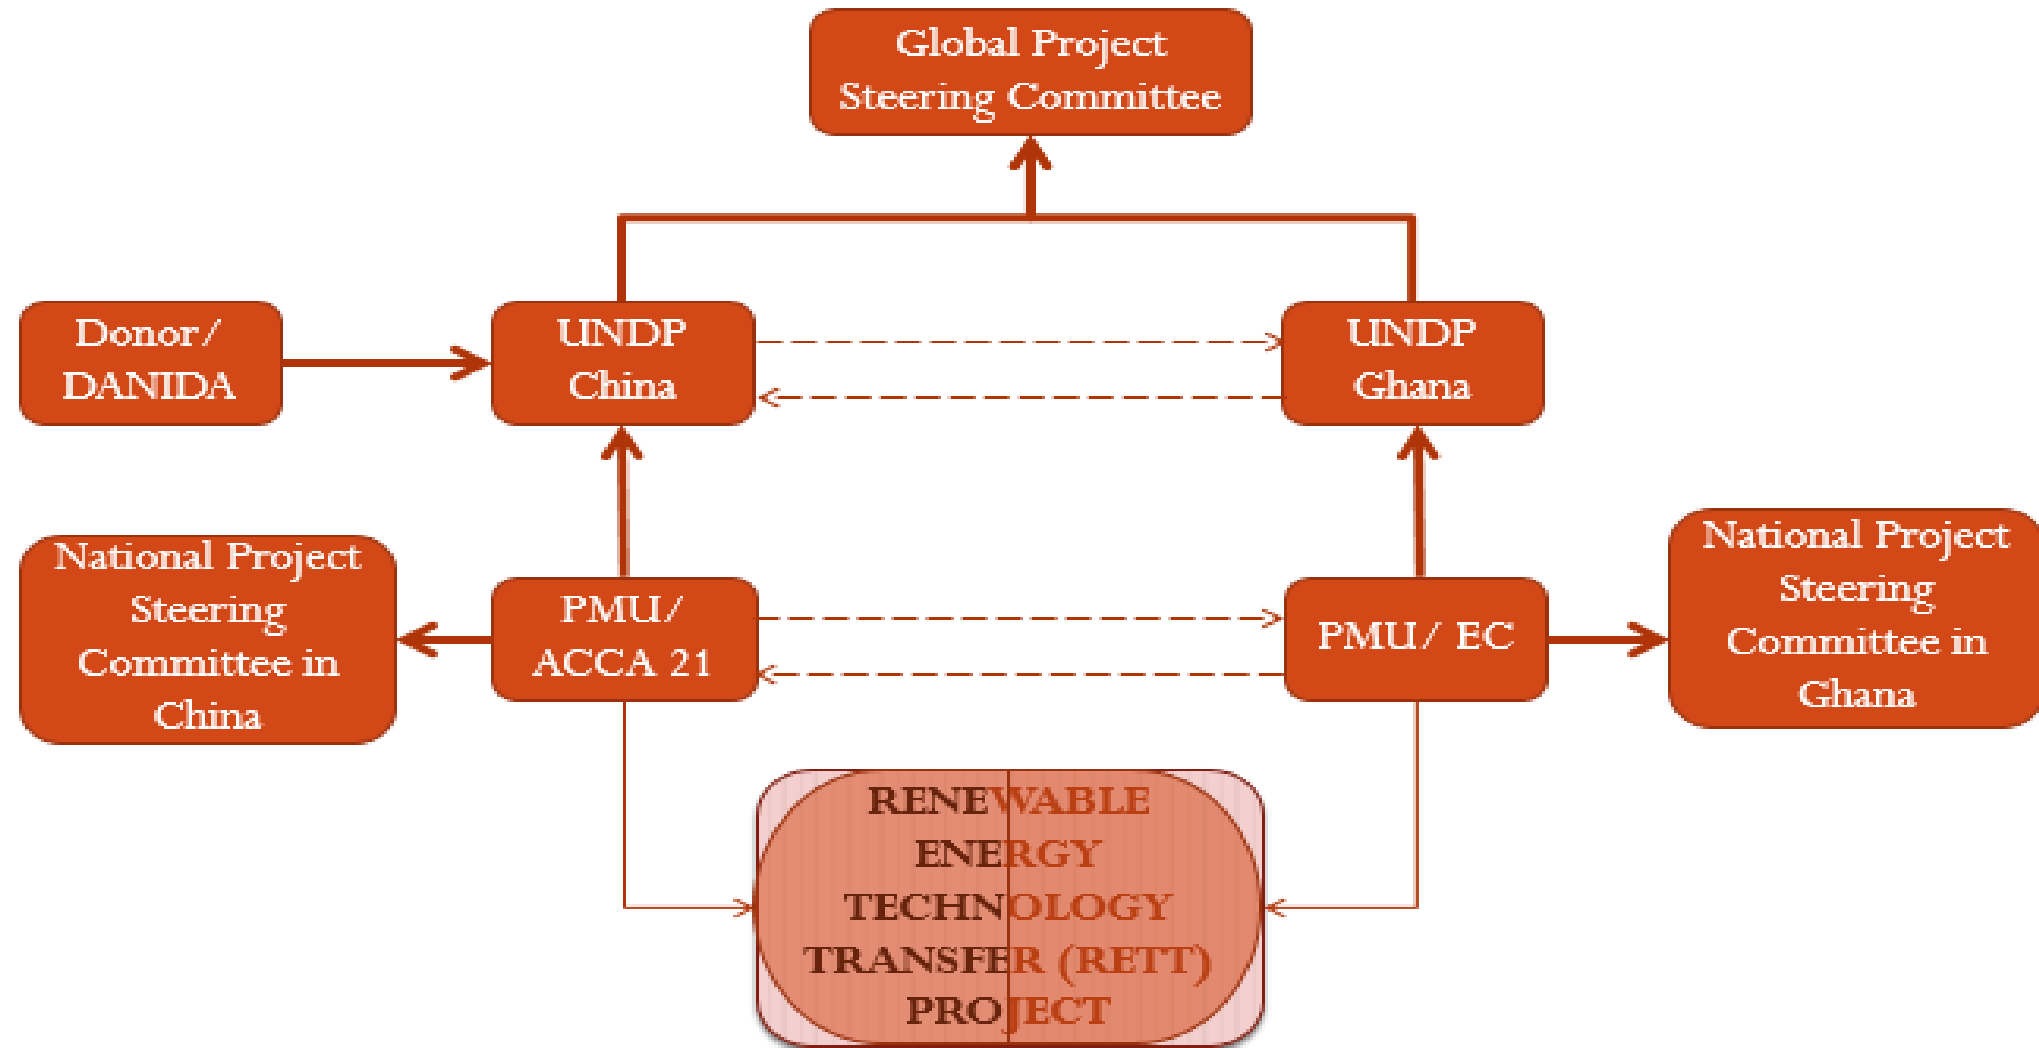 Global Project
Steering Committee
Donor/
DANIDA
UNDP
China
UNDP
Ghana
National Project
Steering
Committee in
China
PMU/
ACCA 21
PMU/ EC
National Project
Steering
Committee in
Ghana
RENEWABLE
ENERGY
TECHNOLOGY
TRANSFER (RETT)
PROJECT